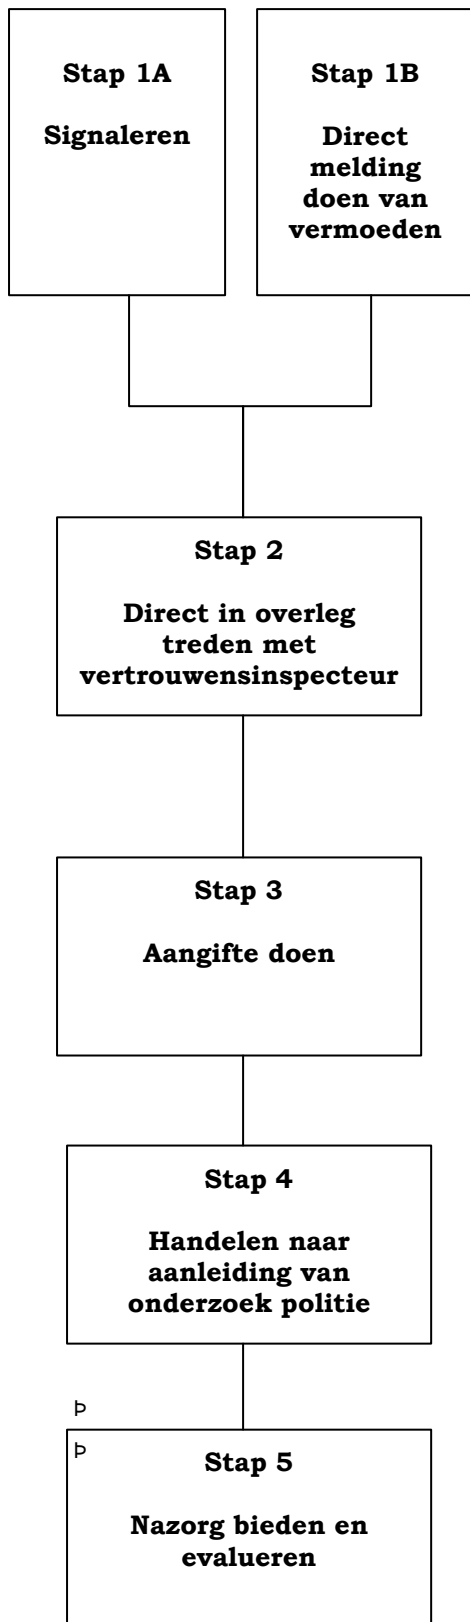 Stap 1A
Signaleren
Stap 1B
Direct
melding
doen van
vermoeden
Stap 2
Direct in overleg
treden met
vertrouwensinspecteur
Stap 3
Aangifte doen
Stap 4
Handelen naar
aanleiding van
onderzoek politie
Þ
Þ
Stap 5
Nazorg bieden en
evalueren